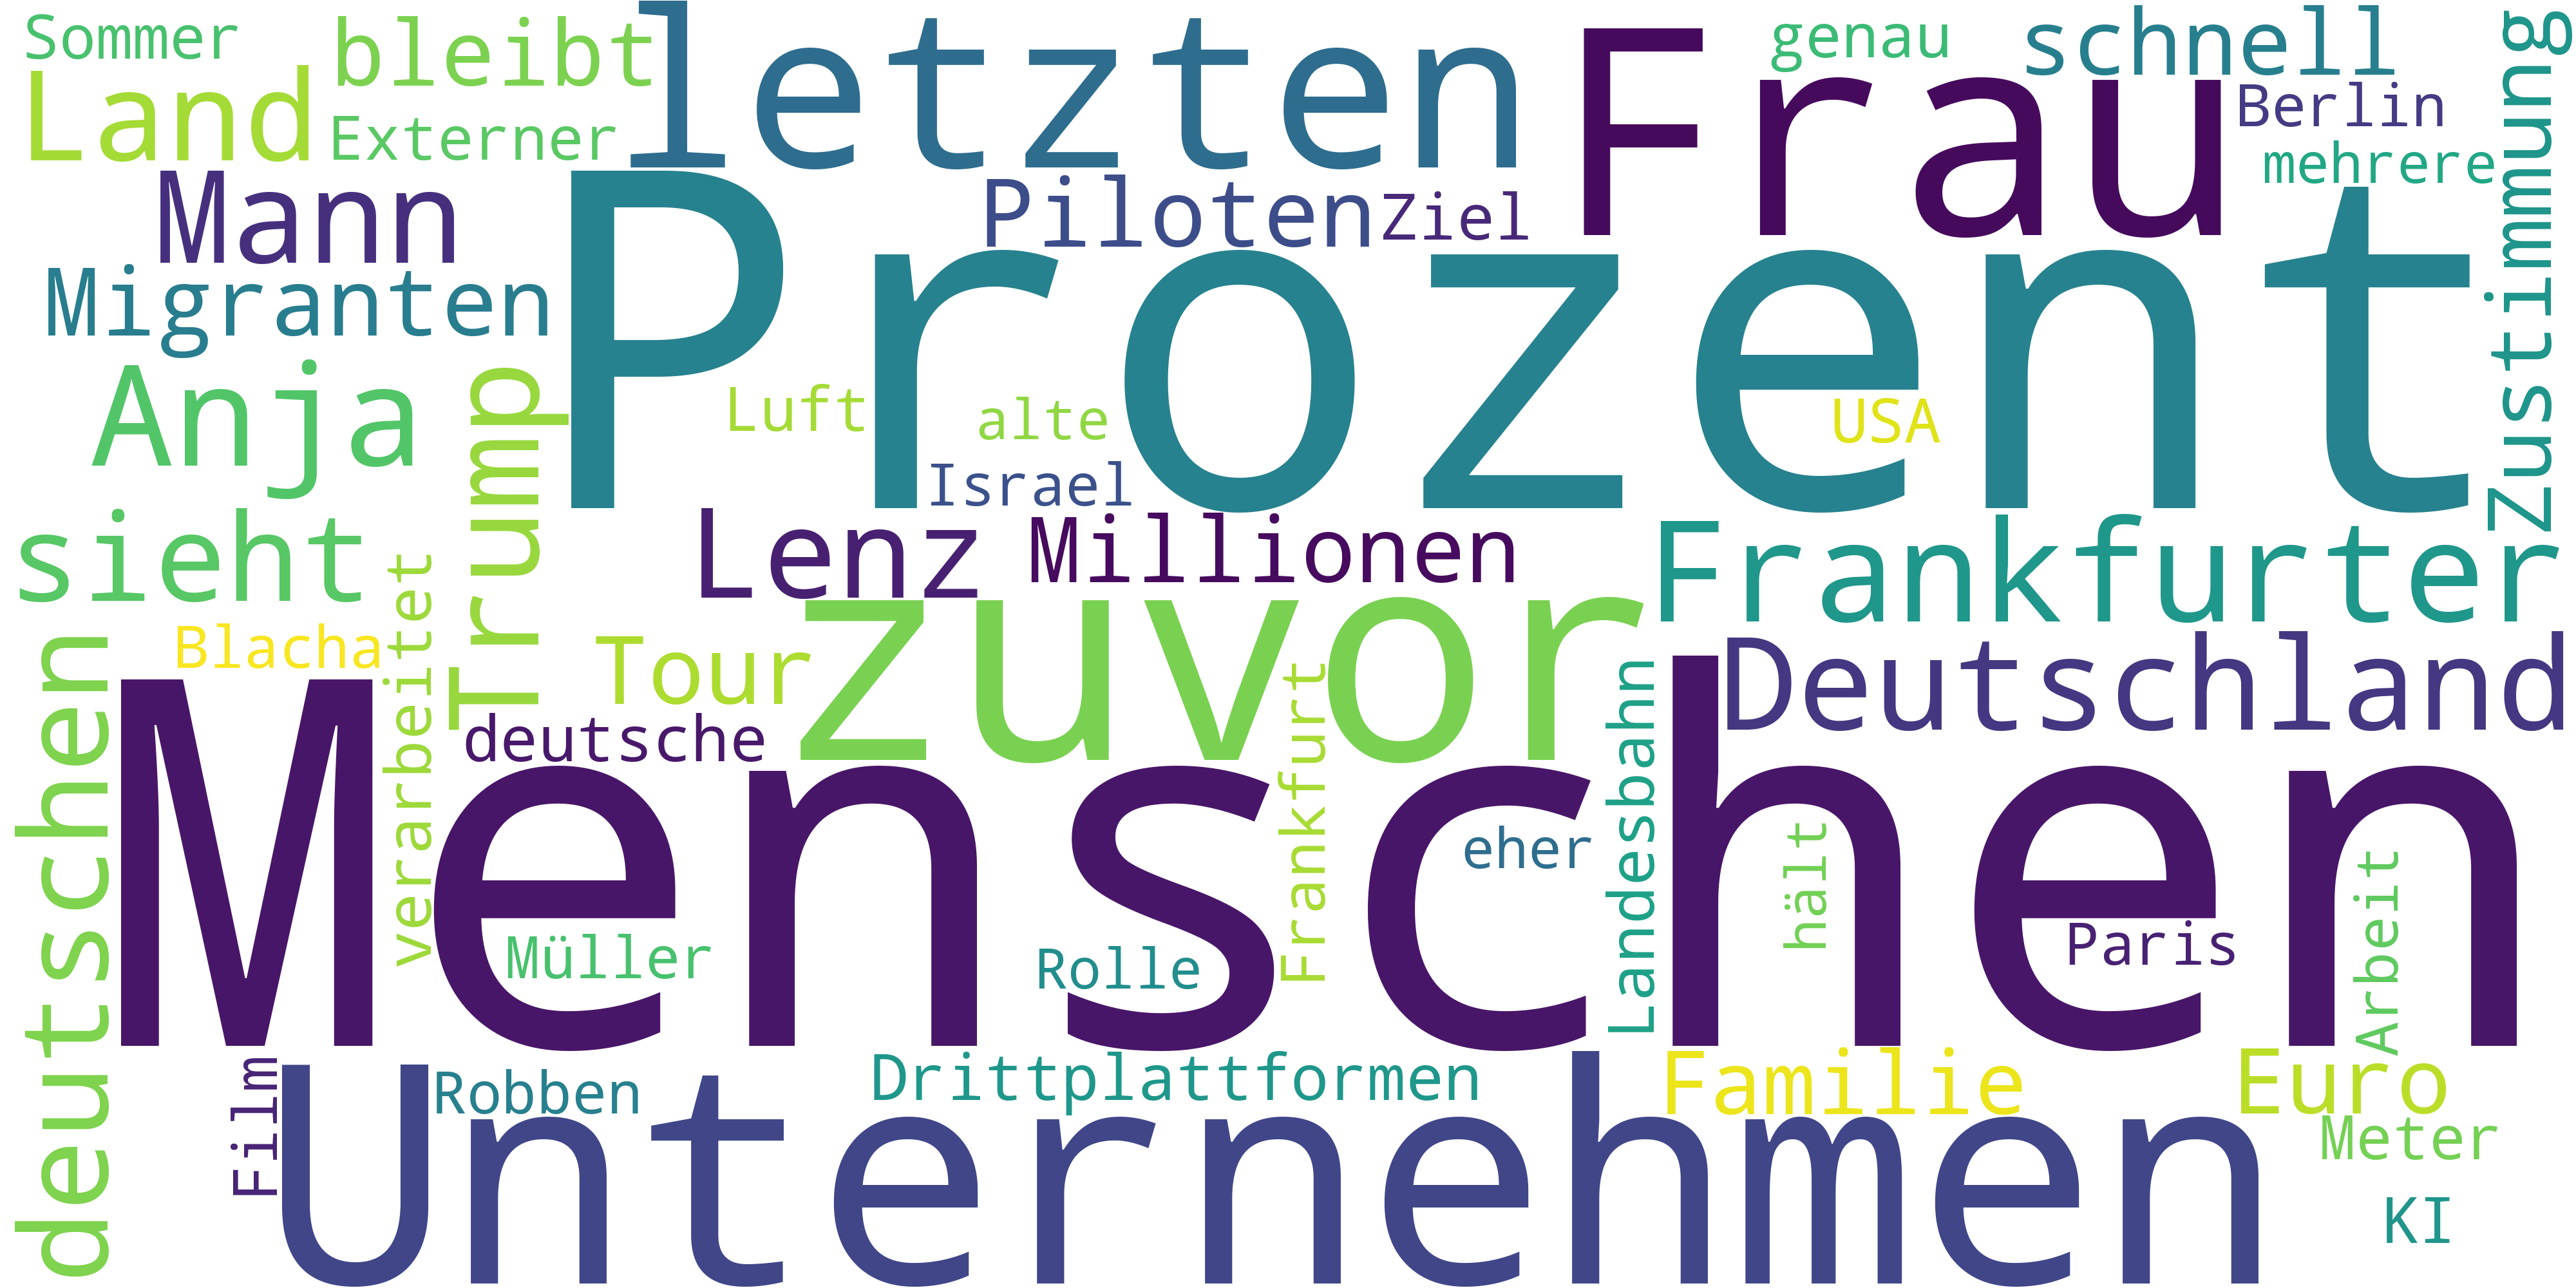 Sommer
bleibt
letzten
Frau
genau
schnell
Zustimmung
Land
Externer
Berlin
mehrere
Mann
Piloten
Ziel
Migranten
Prozent
Anja
Trump
Luft
alte
USA
Israel
sieht
Lenz
Millionen
Frankfurter
verarbeitet
Blacha
Tour
zuvor
Deutschland
deutschen
deutsche
Frankfurt
Landesbahn
Menschen
eher
hält
Arbeit
Müller
Rolle
Paris
Film
Robben
Drittplattformen
Familie
Euro
Unternehmen
Meter
KI